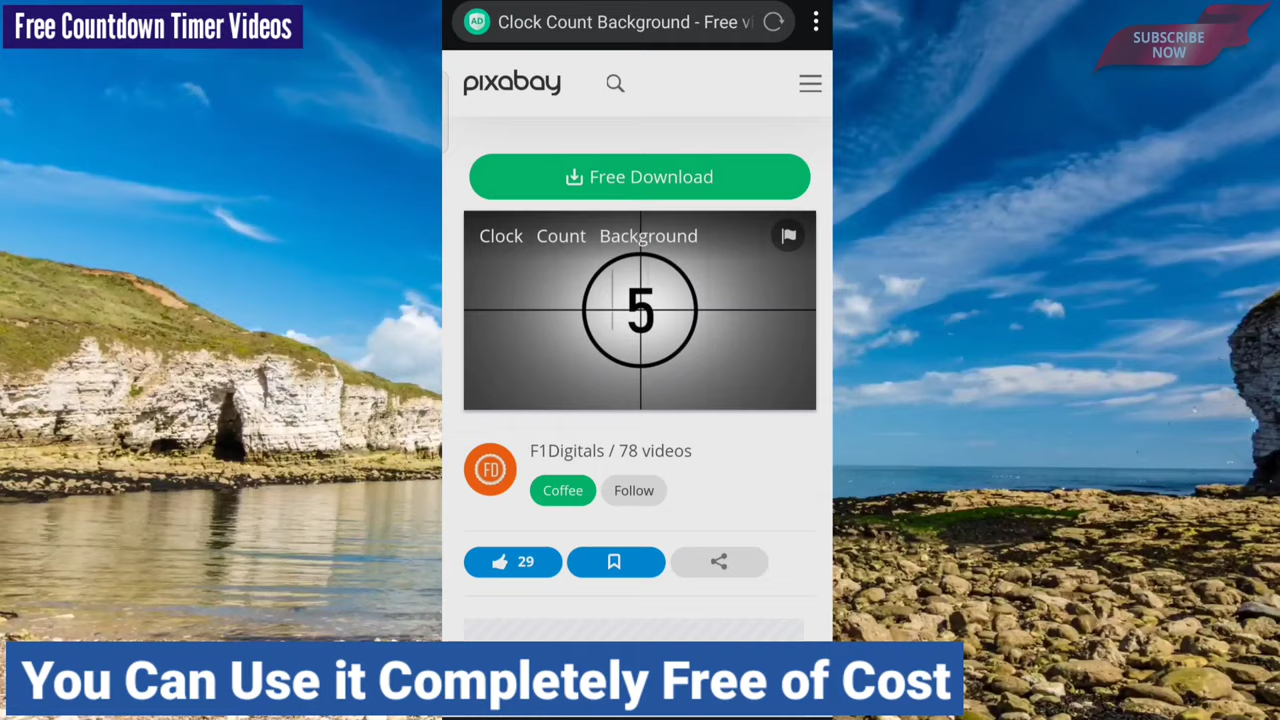 Free Countdown Timer Videos
SUBSCRIBE
NOW
AD
Clock Count Background - Free vi
pixabay
Free Download
Clock Count Background
5
FD
F1Digitals / 78 videos
Coffee
Follow
29
You Can Use it Completely Free of Cost